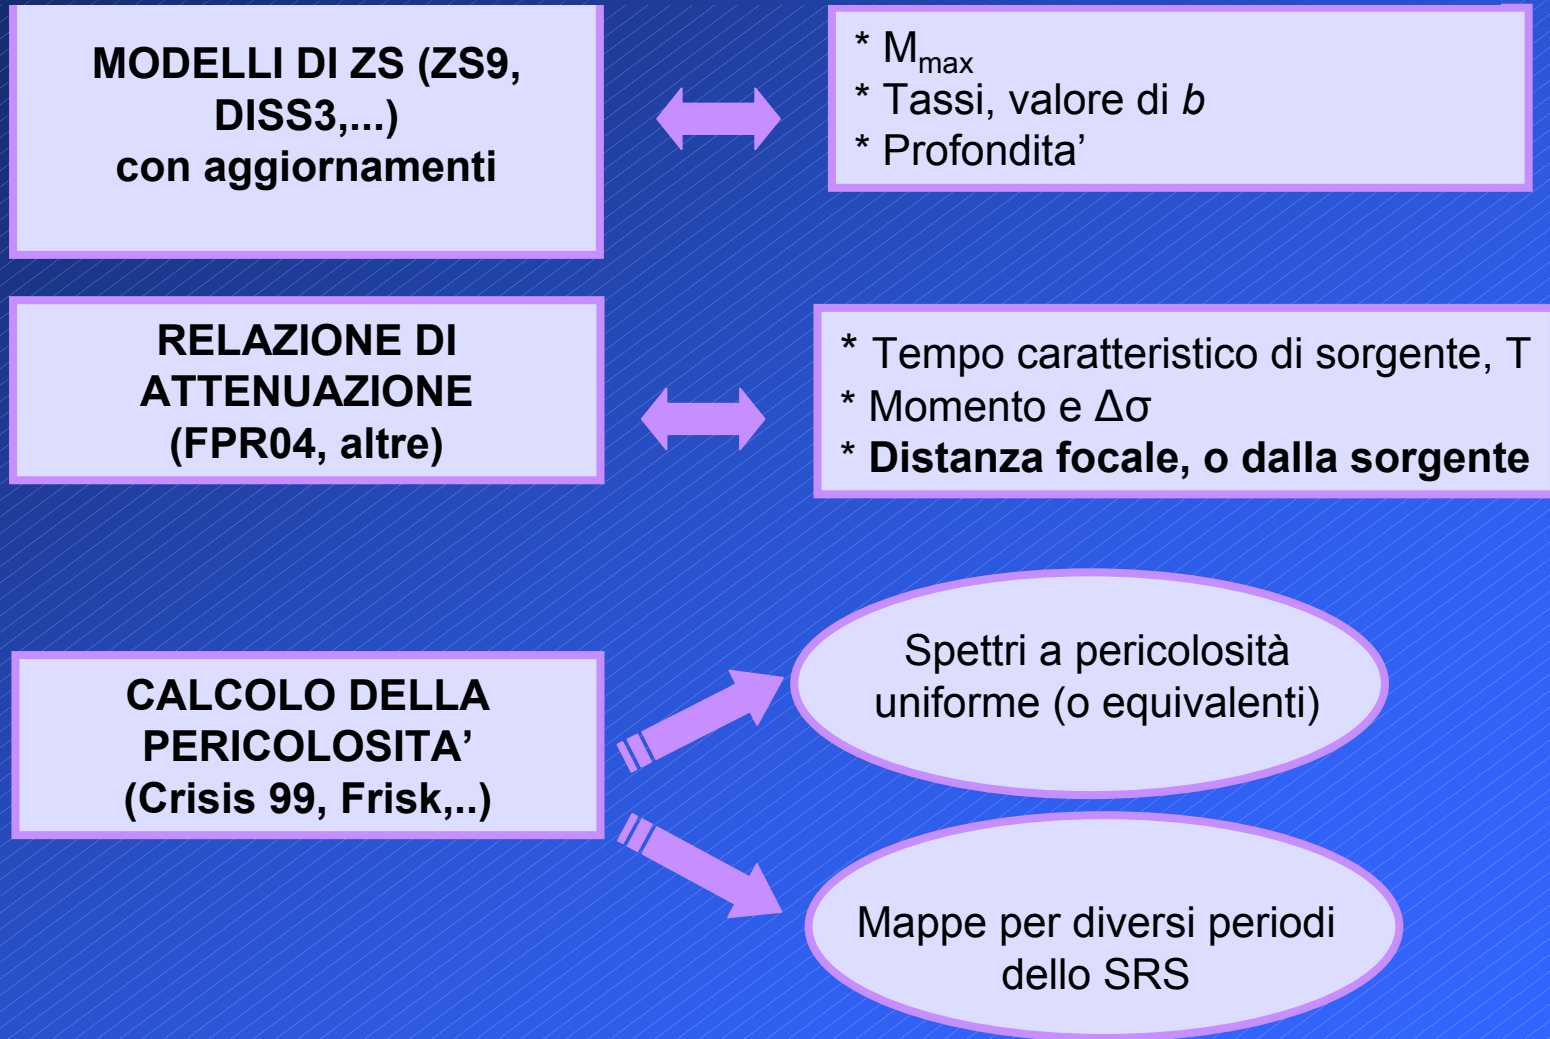 MODELLI DI ZS (ZS9,
DISS3,...)
con aggiornamenti
* Mmax
* Tassi, valore di b
* Profondita’
RELAZIONE DI
ATTENUAZIONE
(FPR04, altre)
* Tempo caratteristico di sorgente, T
* Momento e Δσ
* Distanza focale, o dalla sorgente
CALCOLO DELLA
PERICOLOSITA’
(Crisis 99, Frisk,..)
Spettri a pericolosità
uniforme (o equivalenti)
Mappe per diversi periodi
dello SRS